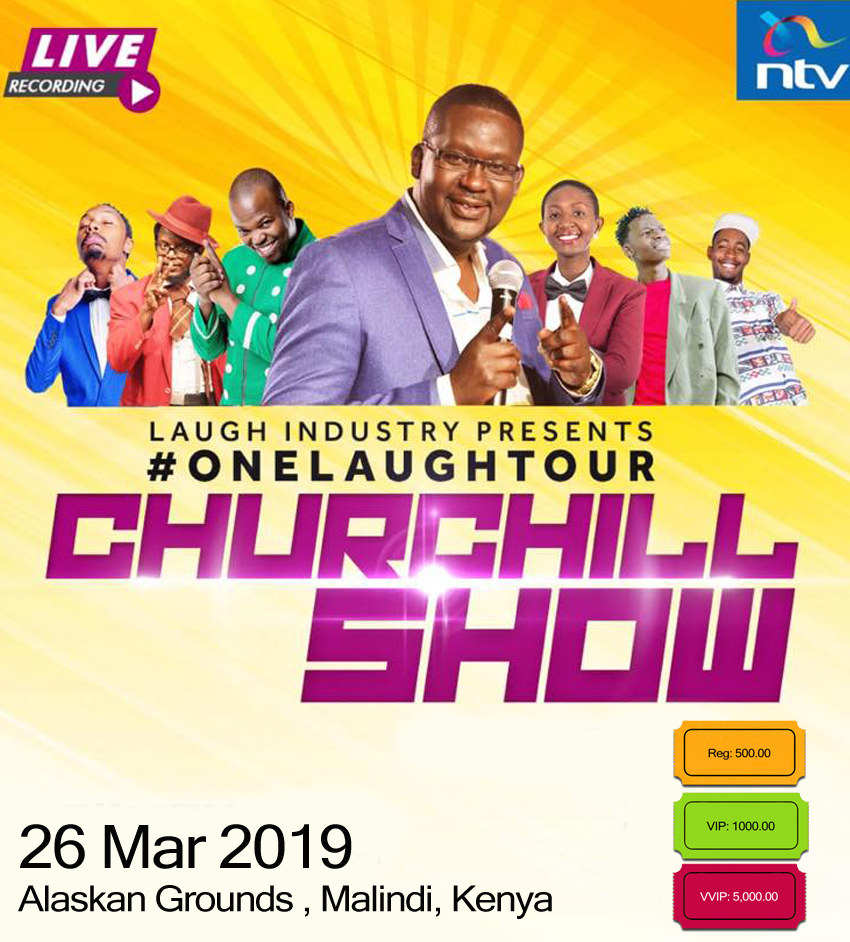 LIVE
RECORDING
ntv
LAUGH INDUSTRY PRESENTS
#ONELAUGHTOUR
CHURCHILL
SHOW
Reg: 500.00
VIP: 1000.00
VVIP: 5,000.00
26 Mar 2019
Alaskan Grounds , Malindi, Kenya